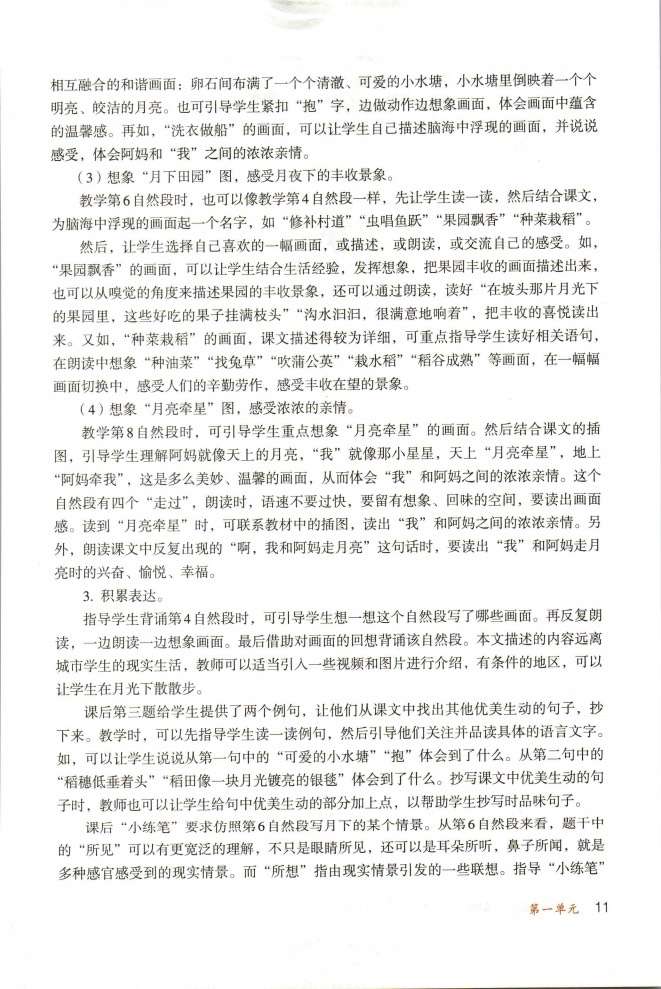 相互融合的和谐画面：卵石间布满了一个个清澈、可爱的小水塘，小水塘里倒映着一个个
明亮、皎洁的月亮。也可引导学生紧扣“抱”字，边做动作边想象画面，体会画面中蕴含
的温馨感。再如，“洗衣做船”的画面，可以让学生自己描述脑海中浮现的画面，并说说
感受，体会阿妈和“我”之间的浓浓亲情。
（3）想象“月下田园”图，感受月夜下的丰收景象。
教学第6自然段时，也可以像教学第4自然段一样，先让学生读一读，然后结合课文，
为脑海中浮现的画面起一个名字，如“修补村道”“虫唱鱼跃”“果园飘香”“种菜栽稻”。
然后，让学生选择自己喜欢的一幅画面，或描述，或朗读，或交流自己的感受。如，
“果园飘香”的画面，可以让学生结合生活经验，发挥想象，把果园丰收的画面描述出来，
也可以从嗅觉的角度来描述果园的丰收景象，还可以通过朗读，读好“在坡头那片月光下
的果园里，这些好吃的果子挂满枝头”“沟水汩汩，很满意地响着”，把丰收的喜悦读出
来。又如，“种菜栽稻”的画面，课文描述得较为详细，可重点指导学生读好相关语句，
在朗读中想象“种油菜”“找兔草”“吹蒲公英”“栽水稻”“稻谷成熟”等画面，在一幅幅
画面切换中，感受人们的辛勤劳作，感受丰收在望的景象。
（4）想象“月亮牵星”图，感受浓浓的亲情。
教学第8自然段时，可引导学生重点想象“月亮牵星”的画面。然后结合课文的插
图，引导学生理解阿妈就像天上的月亮，“我”就像那小星星，天上“月亮牵星”，地上
“阿妈牵我”，这是多么美妙、温馨的画面，从而体会“我”和阿妈之间的浓浓亲情。这个
自然段有四个“走过”，朗读时，语速不要过快，要留有想象、回味的空间，要读出画面
感。读到“月亮牵星”时，可联系教材中的插图，读出“我”和阿妈之间的浓浓亲情。另
外，朗读课文中反复出现的“啊，我和阿妈走月亮”这句话时，要读出“我”和阿妈走月
亮时的兴奋、愉悦、幸福。
3. 积累表达。
指导学生背诵第4自然段时，可引导学生想一想这个自然段写了哪些画面。再反复朗
读，一边朗读一边想象画面。最后借助对画面的回想背诵该自然段。本文描述的内容远离
城市学生的现实生活，教师可以适当引入一些视频和图片进行介绍，有条件的地区，可以
让学生在月光下散散步。
课后第三题给学生提供了两个例句，让他们从课文中找出其他优美生动的句子，抄
下来。教学时，可以先指导学生读一读例句，然后引导他们关注并品读具体的语言文字。
如，可以让学生说说从第一句中的“可爱的小水塘”“抱”体会到了什么。从第二句中的
“稻穗低垂着头”“稻田像一块月光镀亮的银毯”体会到了什么。抄写课文中优美生动的句
子时，教师也可以让学生给句中优美生动的部分加上点，以帮助学生抄写时品味句子。
课后“小练笔”要求仿照第6自然段写月下的某个情景。从第6自然段来看，题干中
的“所见”可以有更宽泛的理解，不只是眼睛所见，还可以是耳朵所听，鼻子所闻，就是
多种感官感受到的现实情景。而“所想”指由现实情景引发的一些联想。指导“小练笔”
第一单元 11